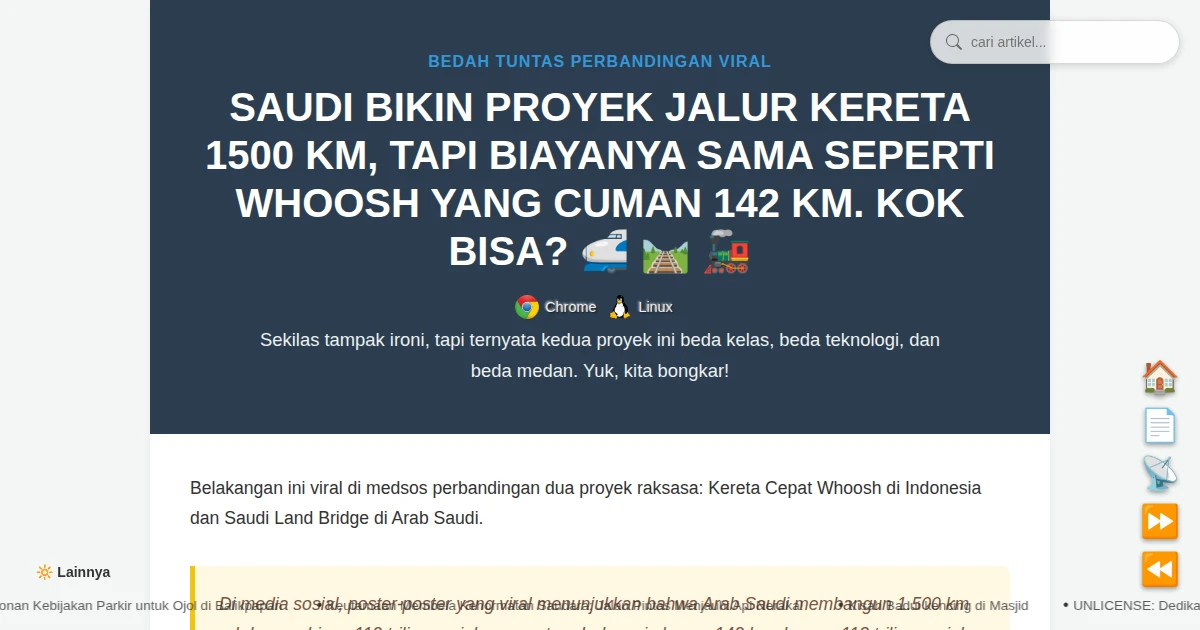 cari artikel...
BEDAH TUNTAS PERBANDINGAN VIRAL
SAUDI BIKIN PROYEK JALUR KERETA
1500 KM, TAPI BIAYANYA SAMA SEPERTI
WHOOSH YANG CUMAN 142 KM. KOK
BISA?
Chrome Linux
Sekilas tampak ironi, tapi ternyata kedua proyek ini beda kelas, beda teknologi, dan
beda medan. Yuk, kita bongkar!
Belakangan ini viral di medsos perbandingan dua proyek raksasa: Kereta Cepat Whoosh di Indonesia
dan Saudi Land Bridge di Arab Saudi.
Lainnya
Di media sosial, poster-poster yang viral menunjukkan bahwa Arab Saudi membangun 1.500 km
onan Kebijakan Parkir untuk Ojol di Balikpapan
di Masjid
• UNLICENSE: Dedika